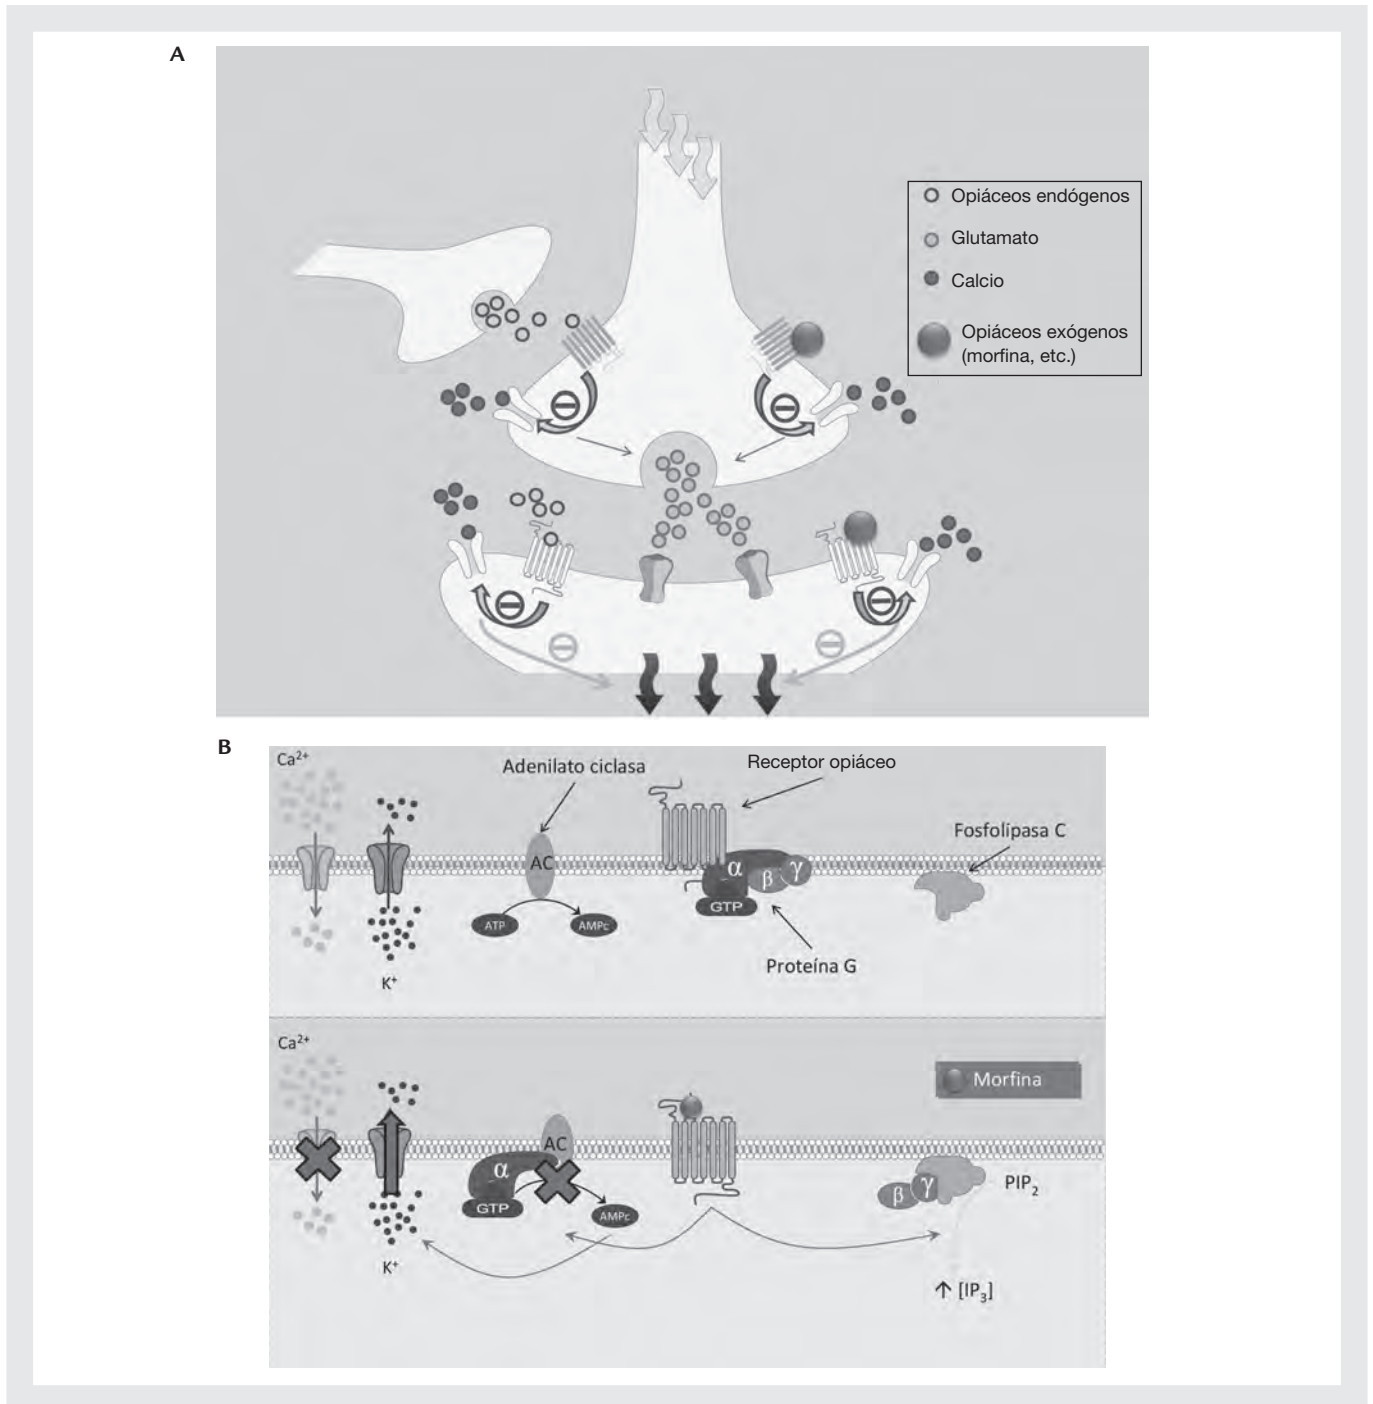 A
Opiáceos endógenos
Glutamato
Calcio
Opiáceos exógenos
(morfina, etc.)
B
Ca²⁺
Adenilato ciclasa
Receptor opiáceo
Fosfolípasa C
AC
α
β
γ
GTP
ATP
AMPc
Proteína G
K⁺
Ca²⁺
Morfina
AC
α
GTP
AMPc
β
γ
PIP₂
K⁺
↑ [IP₃]